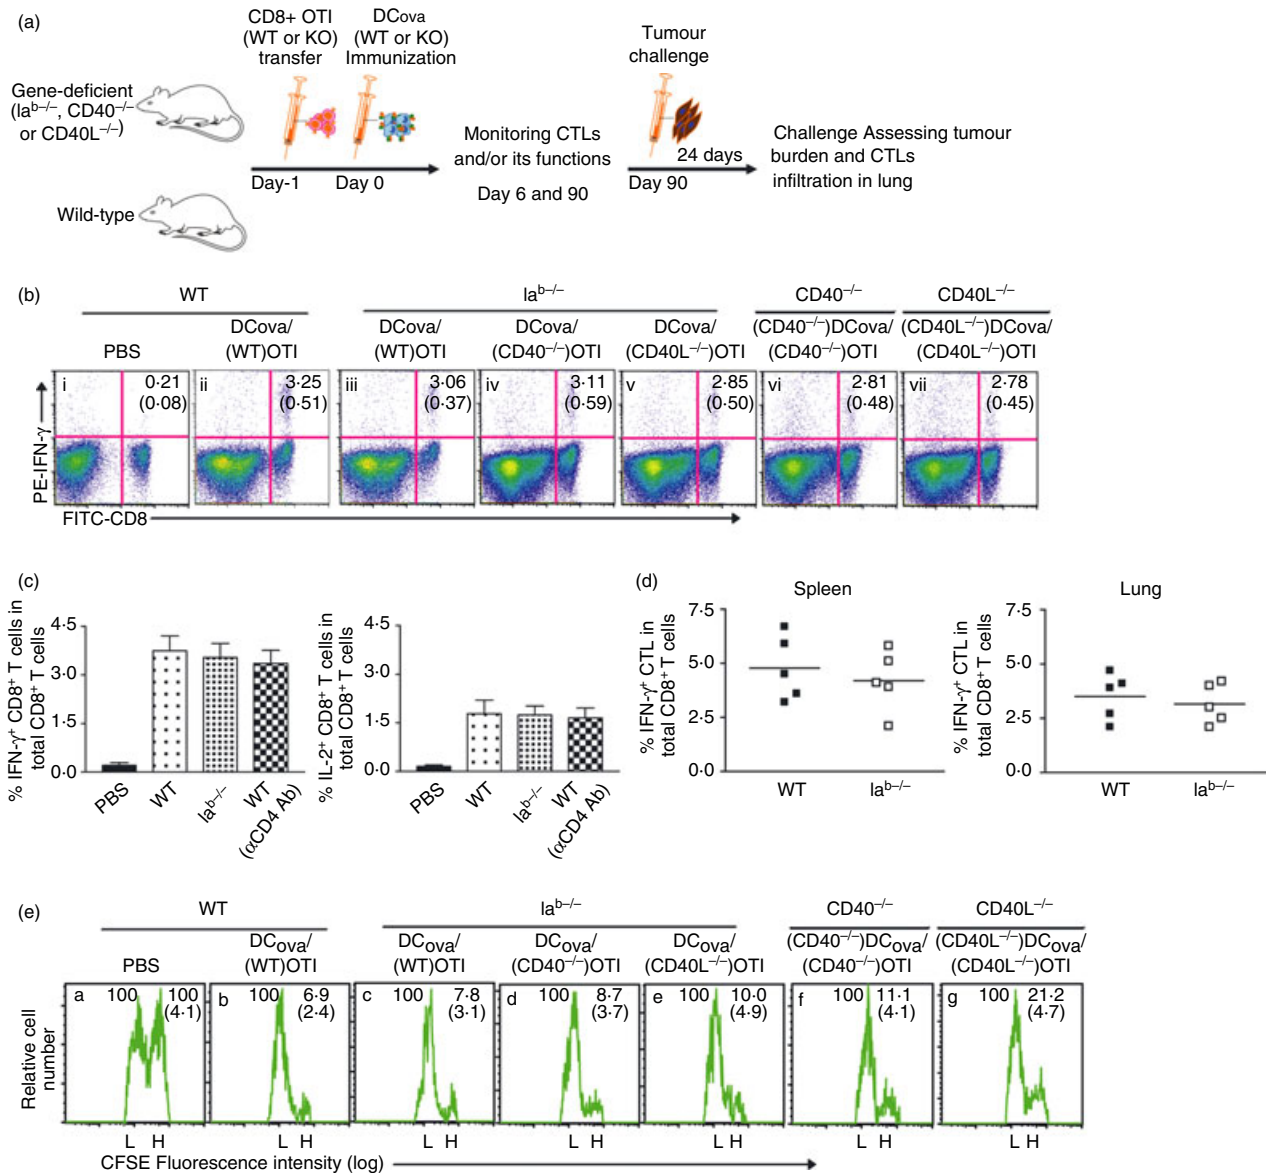 (a)
CD8+ OTI
(WT or KO)
transfer
DCova
(WT or KO)
Immunization
Tumour
challenge
Gene-deficient
(Iaᵇ⁻/⁻, CD40⁻/⁻
or CD40L⁻/⁻)
Wild-type
Day-1
Day 0
Monitoring CTLs
and/or its functions
Day 6 and 90
24 days
Day 90
Challenge Assessing tumour
burden and CTLs
infiltration in lung
(b)
WT
Iaᵇ⁻/⁻
CD40⁻/⁻
CD40L⁻/⁻
PBS
DCova/
(WT)OTI
DCova/
(WT)OTI
DCova/
(CD40⁻/⁻)OTI
DCova/
(CD40L⁻/⁻)OTI
(CD40⁻/⁻)DCova/
(CD40⁻/⁻)OTI
(CD40L⁻/⁻)DCova/
(CD40L⁻/⁻)OTI
i 0·21
(0·08)
ii 3·25
(0·51)
iii 3·06
(0·37)
iv 3·11
(0·59)
v 2·85
(0·50)
vi 2·81
(0·48)
vii 2·78
(0·45)
PE-IFN-γ
FITC-CD8
(c)
% IFN-γ⁺ CD8⁺ T cells in
total CD8⁺ T cells
4·5
3·0
1·5
0·0
PBS
WT
Iaᵇ⁻/⁻
WT
(αCD4 Ab)
% IL-2⁺ CD8⁺ T cells in
total CD8⁺ T cells
4·5
3·0
1·5
0·0
PBS
WT
Iaᵇ⁻/⁻
WT
(αCD4 Ab)
(d)
Spleen
% IFN-γ⁺ CTL in
total CD8⁺ T cells
7·5
5·0
2·5
0·0
WT
Iaᵇ⁻/⁻
Lung
% IFN-γ⁺ CTL in
total CD8⁺ T cells
7·5
5·0
2·5
0·0
WT
Iaᵇ⁻/⁻
(e)
WT
Iaᵇ⁻/⁻
CD40⁻/⁻
CD40L⁻/⁻
PBS
DCova/
(WT)OTI
DCova/
(WT)OTI
DCova/
(CD40⁻/⁻)OTI
DCova/
(CD40L⁻/⁻)OTI
(CD40⁻/⁻)DCova/
(CD40⁻/⁻)OTI
(CD40L⁻/⁻)DCova/
(CD40L⁻/⁻)OTI
a 100 100
(4·1)
b 100 6·9
(2·4)
c 100 7·8
(3·1)
d 100 8·7
(3·7)
e 100 10·0
(4·9)
f 100 11·1
(4·1)
g 100 21·2
(4·7)
Relative cell
number
L H
L H
L H
L H
L H
L H
L H
CFSE Fluorescence intensity (log)